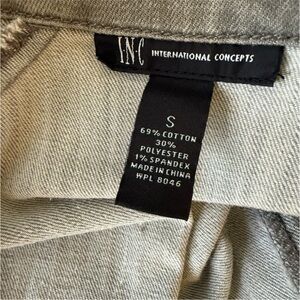 INC INTERNATIONAL CONCEPTS
S
69% COTTON
30%
POLYESTER
1% SPANDEX
MADE IN CHINA
WPL 8046